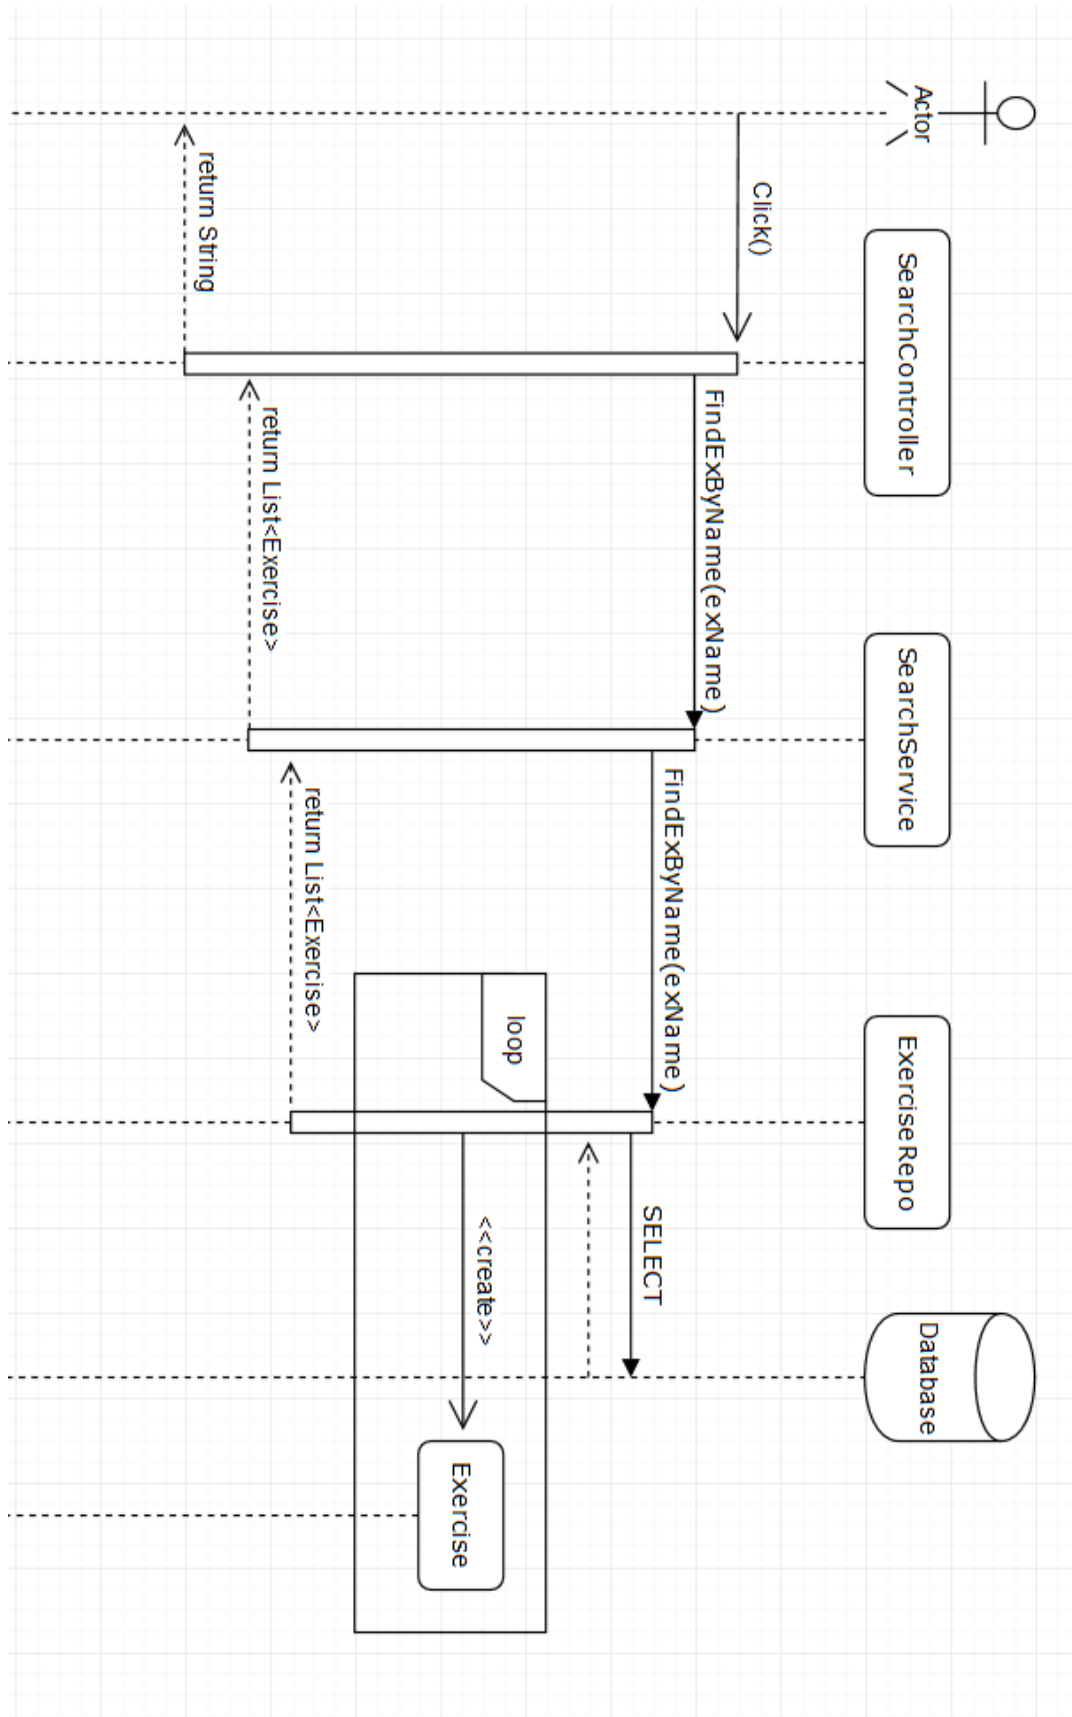 Actor
SearchController
SearchService
ExerciseRepo
Database
Click()
FindExByName(exName)
FindExByName(exName)
SELECT
loop
<<create>>
Exercise
return List<Exercise>
return List<Exercise>
return String